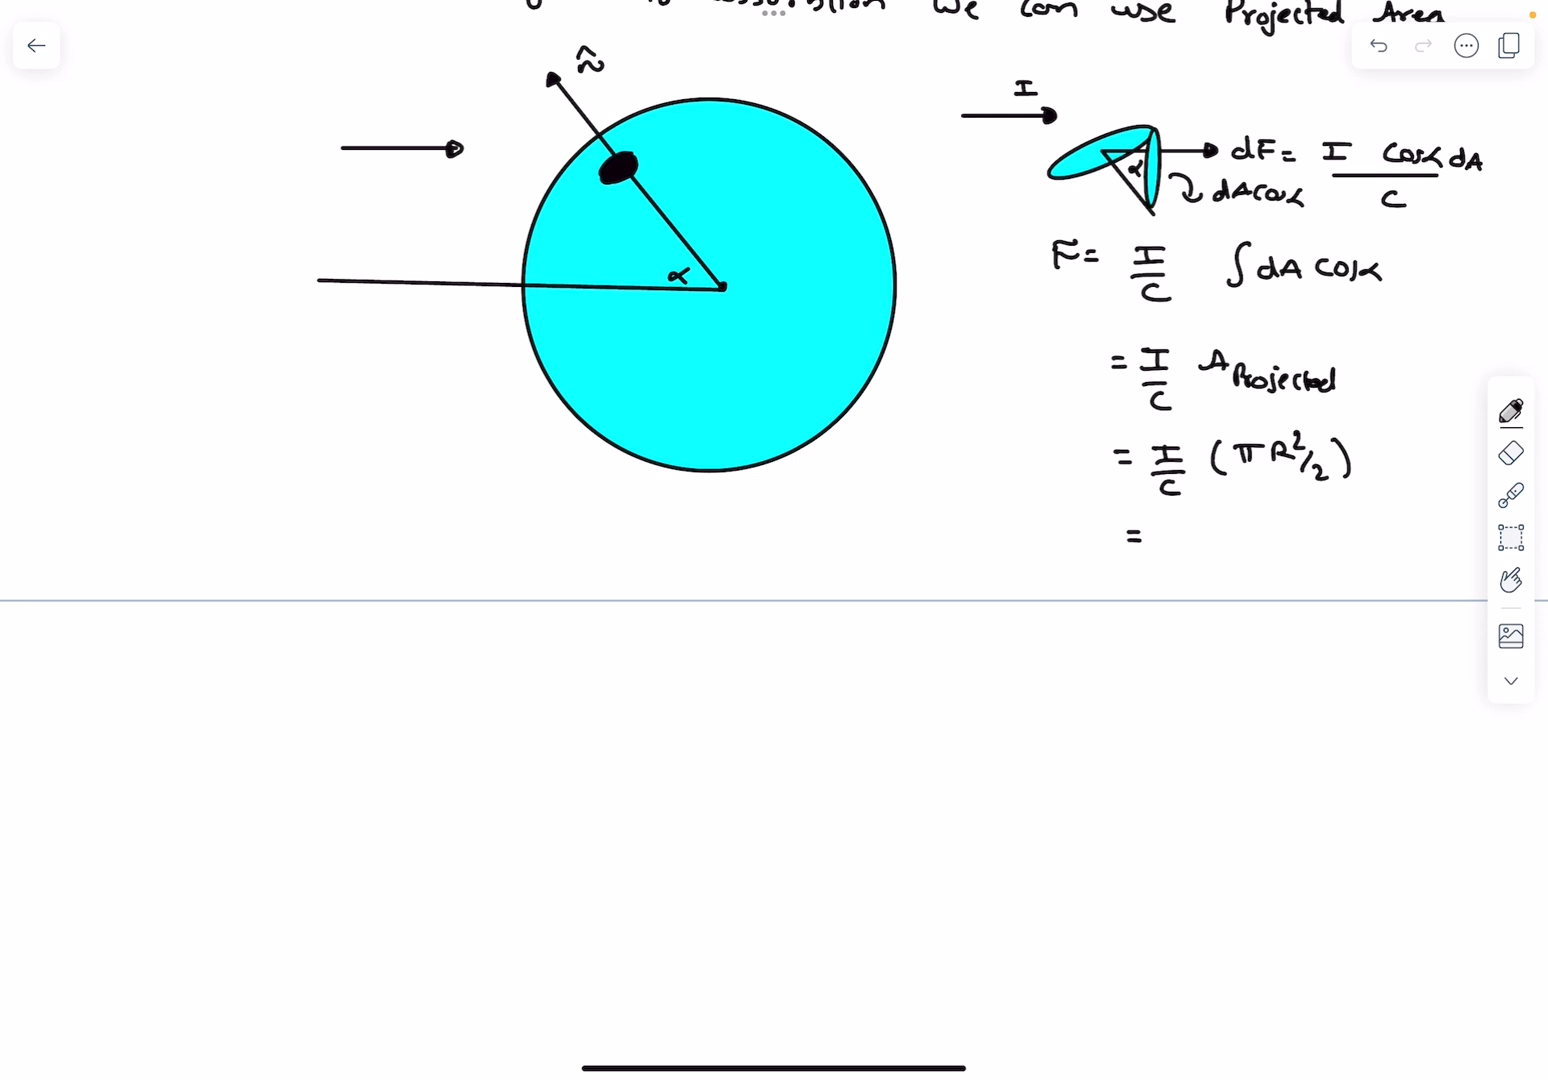 we can use Projected Area
n̂
I
α
dF = I cosα dA / C
dA cosα
α
F = I/C ∫ dA cosα
= I/C A Projected
= I/C (πR²/2)
=